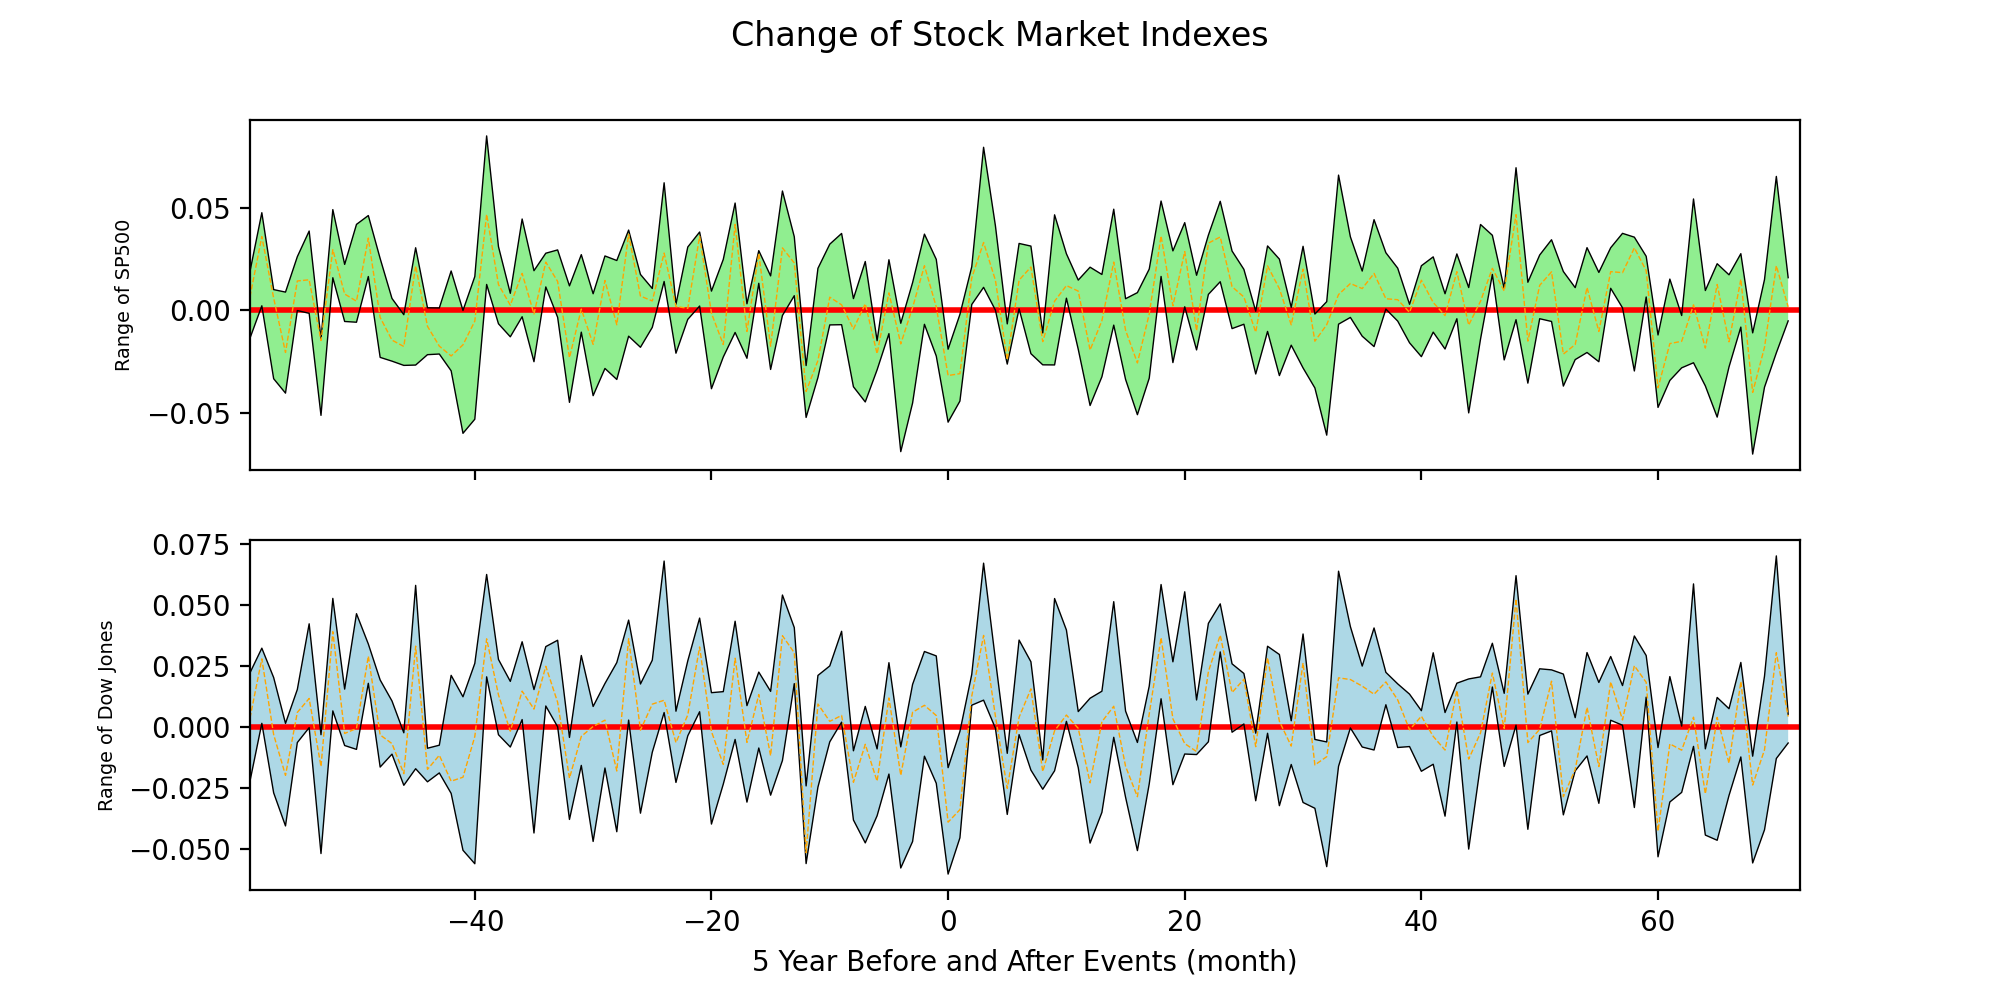 Change of Stock Market Indexes
Range of SP500
0.05
0.00
−0.05
Range of Dow Jones
0.075
0.050
0.025
0.000
−0.025
−0.050
−40 −20 0 20 40 60
5 Year Before and After Events (month)